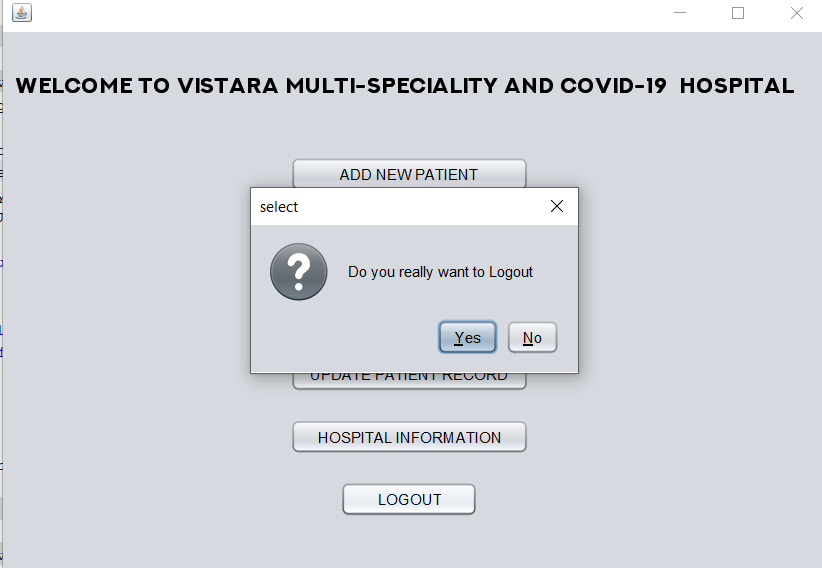 WELCOME TO VISTARA MULTI-SPECIALITY AND COVID-19 HOSPITAL
ADD NEW PATIENT
select
Do you really want to Logout
Yes
No
UPDATE PATIENT RECORD
HOSPITAL INFORMATION
LOGOUT